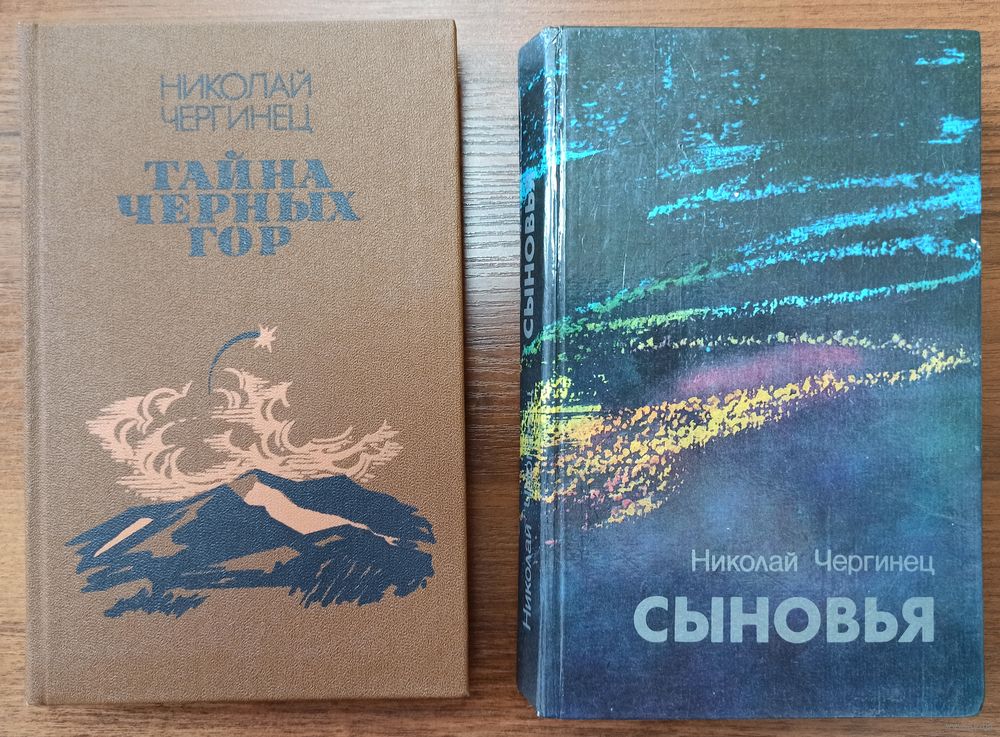 НИКОЛАЙ
ЧЕРГИНЕЦ
ТАЙНА
ЧЕРНЫХ
ГОР
Николай Чергинец
СЫНОВЬЯ
Николай Чергинец
СЫНОВЬЯ